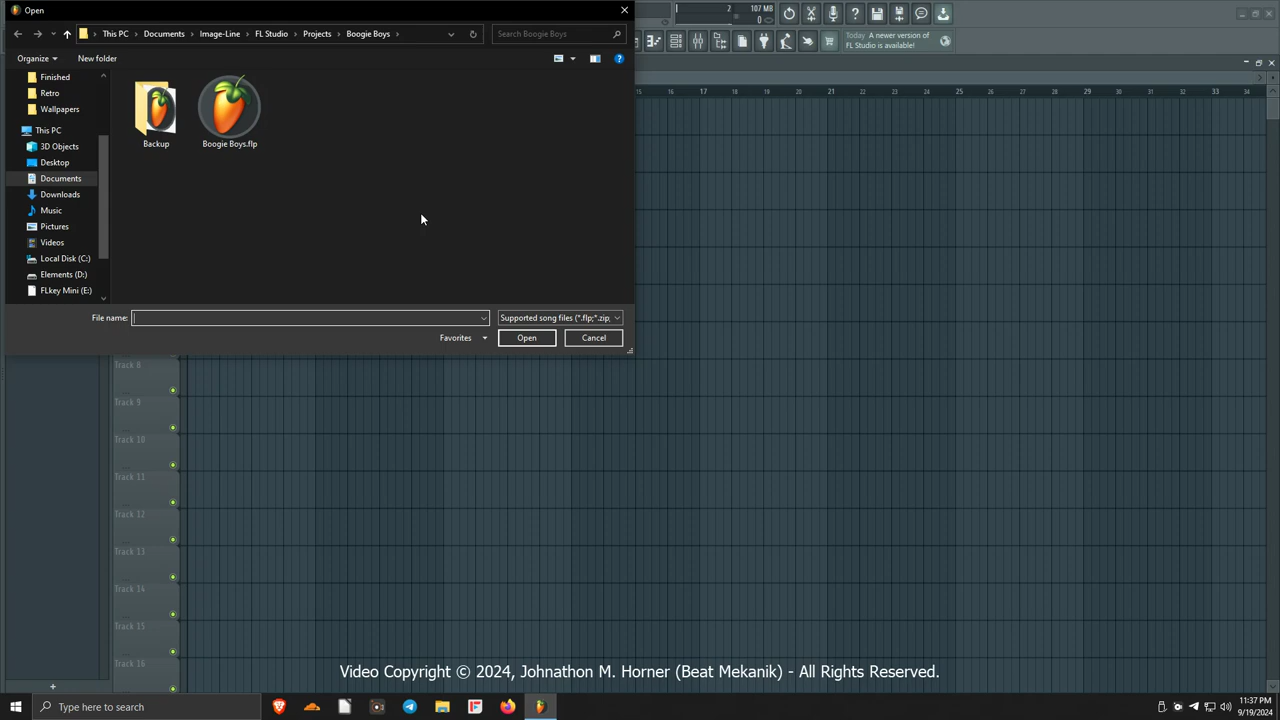 Open
This PC > Documents > Image-Line > FL Studio > Projects > Boogie Boys >
Search Boogie Boys
Organize
New folder
Finished
Retro
Wallpapers
This PC
3D Objects
Desktop
Documents
Downloads
Music
Pictures
Videos
Local Disk (C:)
Elements (D:)
FLkey Mini (E:)
Backup
Boogie Boys.flp
File name:
Supported song files (*.flp;*.zip;
Favorites
Open
Cancel
107 MB
0
Today A newer version of
FL Studio is available!
15 16 17 18 19 20 21 22 23 24 25 26 27 28 29 30 31 32 33 34
Track 8
Track 9
Track 10
Track 11
Track 12
Track 13
Track 14
Track 15
Track 16
Video Copyright © 2024, Johnathon M. Horner (Beat Mekanik) - All Rights Reserved.
Type here to search
11:37 PM
9/19/2024